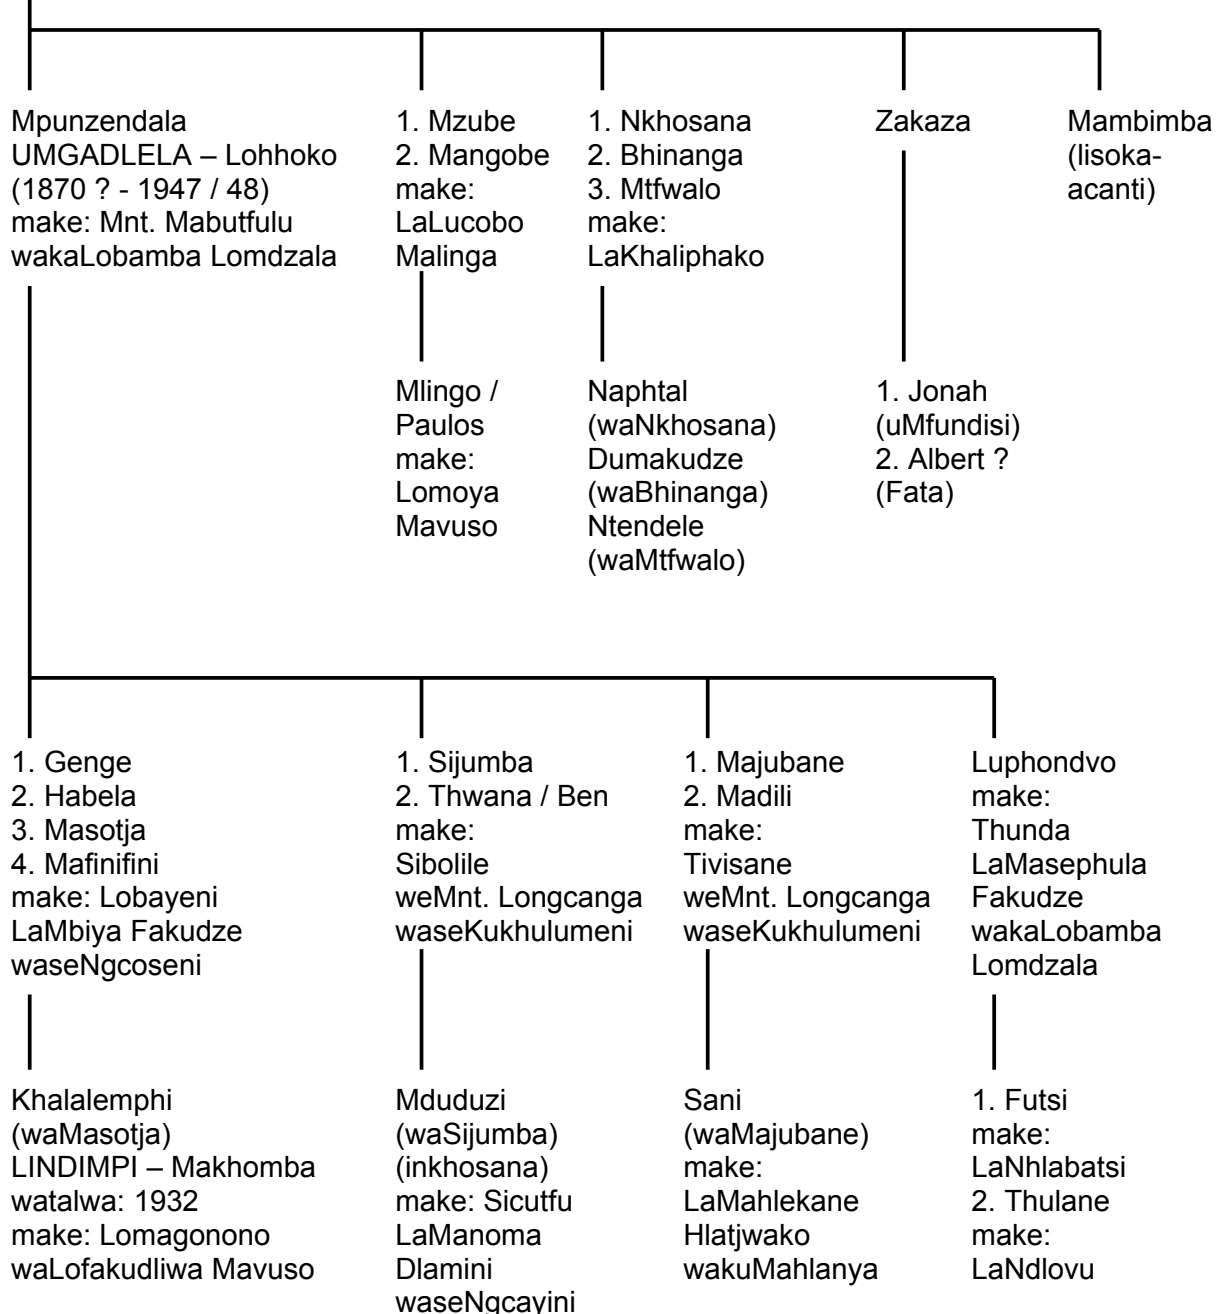 Mpunzendala
UMGADLELA – Lohhoko
(1870 ? - 1947 / 48)
make: Mnt. Mabutfulu
wakaLobamba Lomdzala
1. Mzube
2. Mangobe
make:
LaLucobo
Malinga
1. Nkhosana
2. Bhinanga
3. Mtfwalo
make:
LaKhaliphako
Zakaza
Mambimba
(lisoka-
acanti)
Mlingo /
Paulos
make:
Lomoya
Mavuso
Naphtal
(waNkhosana)
Dumakudze
(waBhinanga)
Ntendele
(waMtfwalo)
1. Jonah
(uMfundisi)
2. Albert ?
(Fata)
1. Genge
2. Habela
3. Masotja
4. Mafinifini
make: Lobayeni
LaMbiya Fakudze
waseNgcoseni
1. Sijumba
2. Thwana / Ben
make:
Sibolile
weMnt. Longcanga
waseKukhulumeni
1. Majubane
2. Madili
make:
Tivisane
weMnt. Longcanga
waseKukhulumeni
Luphondvo
make:
Thunda
LaMasephula
Fakudze
wakaLobamba
Lomdzala
Khalalemphi
(waMasotja)
LINDIMPI – Makhomba
watalwa: 1932
make: Lomagonono
waLofakudliwa Mavuso
Mduduzi
(waSijumba)
(inkhosana)
make: Sicutfu
LaManoma
Dlamini
waseNgcayini
Sani
(waMajubane)
make:
LaMahlekane
Hlatjwako
wakuMahlanya
1. Futsi
make:
LaNhlabatsi
2. Thulane
make:
LaNdlovu